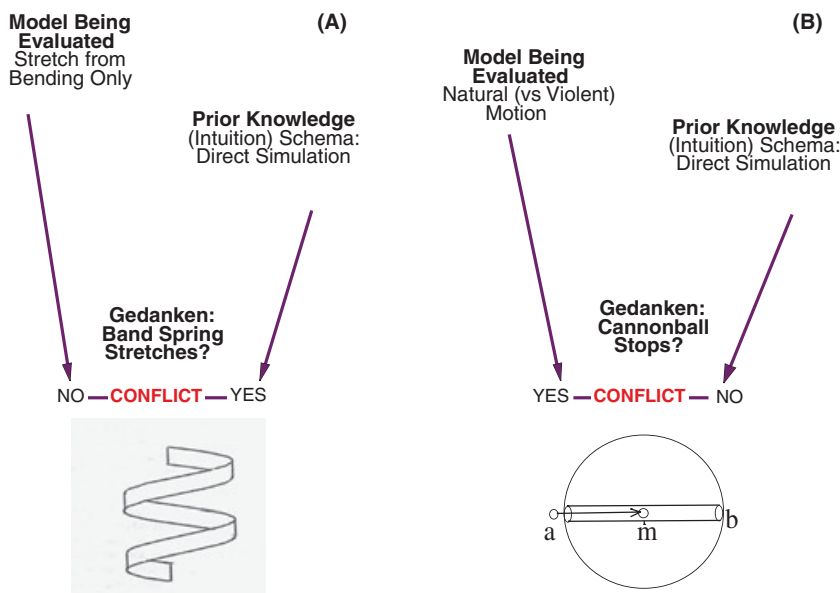 (A)
Model Being
Evaluated
Stretch from
Bending Only
Prior Knowledge
(Intuition) Schema:
Direct Simulation
Gedanken:
Band Spring
Stretches?
NO CONFLICT YES
(B)
Model Being
Evaluated
Natural (vs Violent)
Motion
Prior Knowledge
(Intuition) Schema:
Direct Simulation
Gedanken:
Cannonball
Stops?
YES CONFLICT NO
a m b